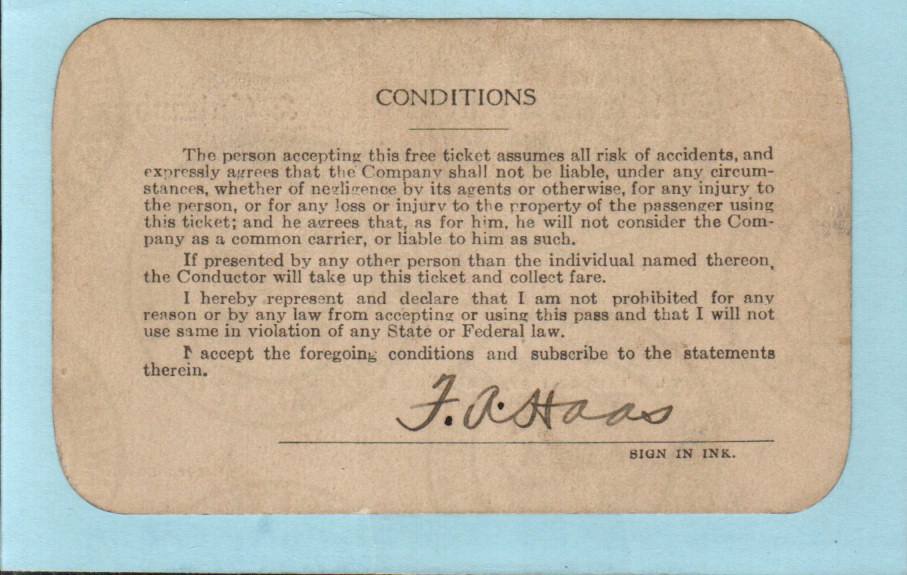 CONDITIONS
The person accepting this free ticket assumes all risk of accidents, and
expressly agrees that the Company shall not be liable, under any circum-
stances, whether of negligence by its agents or otherwise, for any injury to
the person, or for any loss or injury to the property of the passenger using
this ticket; and he agrees that, as for him, he will not consider the Com-
pany as a common carrier, or liable to him as such.
If presented by any other person than the individual named thereon,
the Conductor will take up this ticket and collect fare.
I hereby represent and declare that I am not prohibited for any
reason or by any law from accepting or using this pass and that I will not
use same in violation of any State or Federal law.
I accept the foregoing conditions and subscribe to the statements
therein.
F. A. Haas
SIGN IN INK.